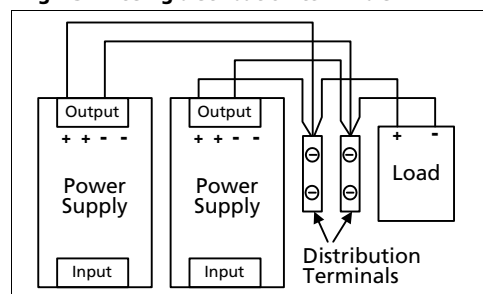 Output
+ + - -
Power
Supply
Input
Output
+ + - -
Power
Supply
Input
+ -
Load
Distribution
Terminals